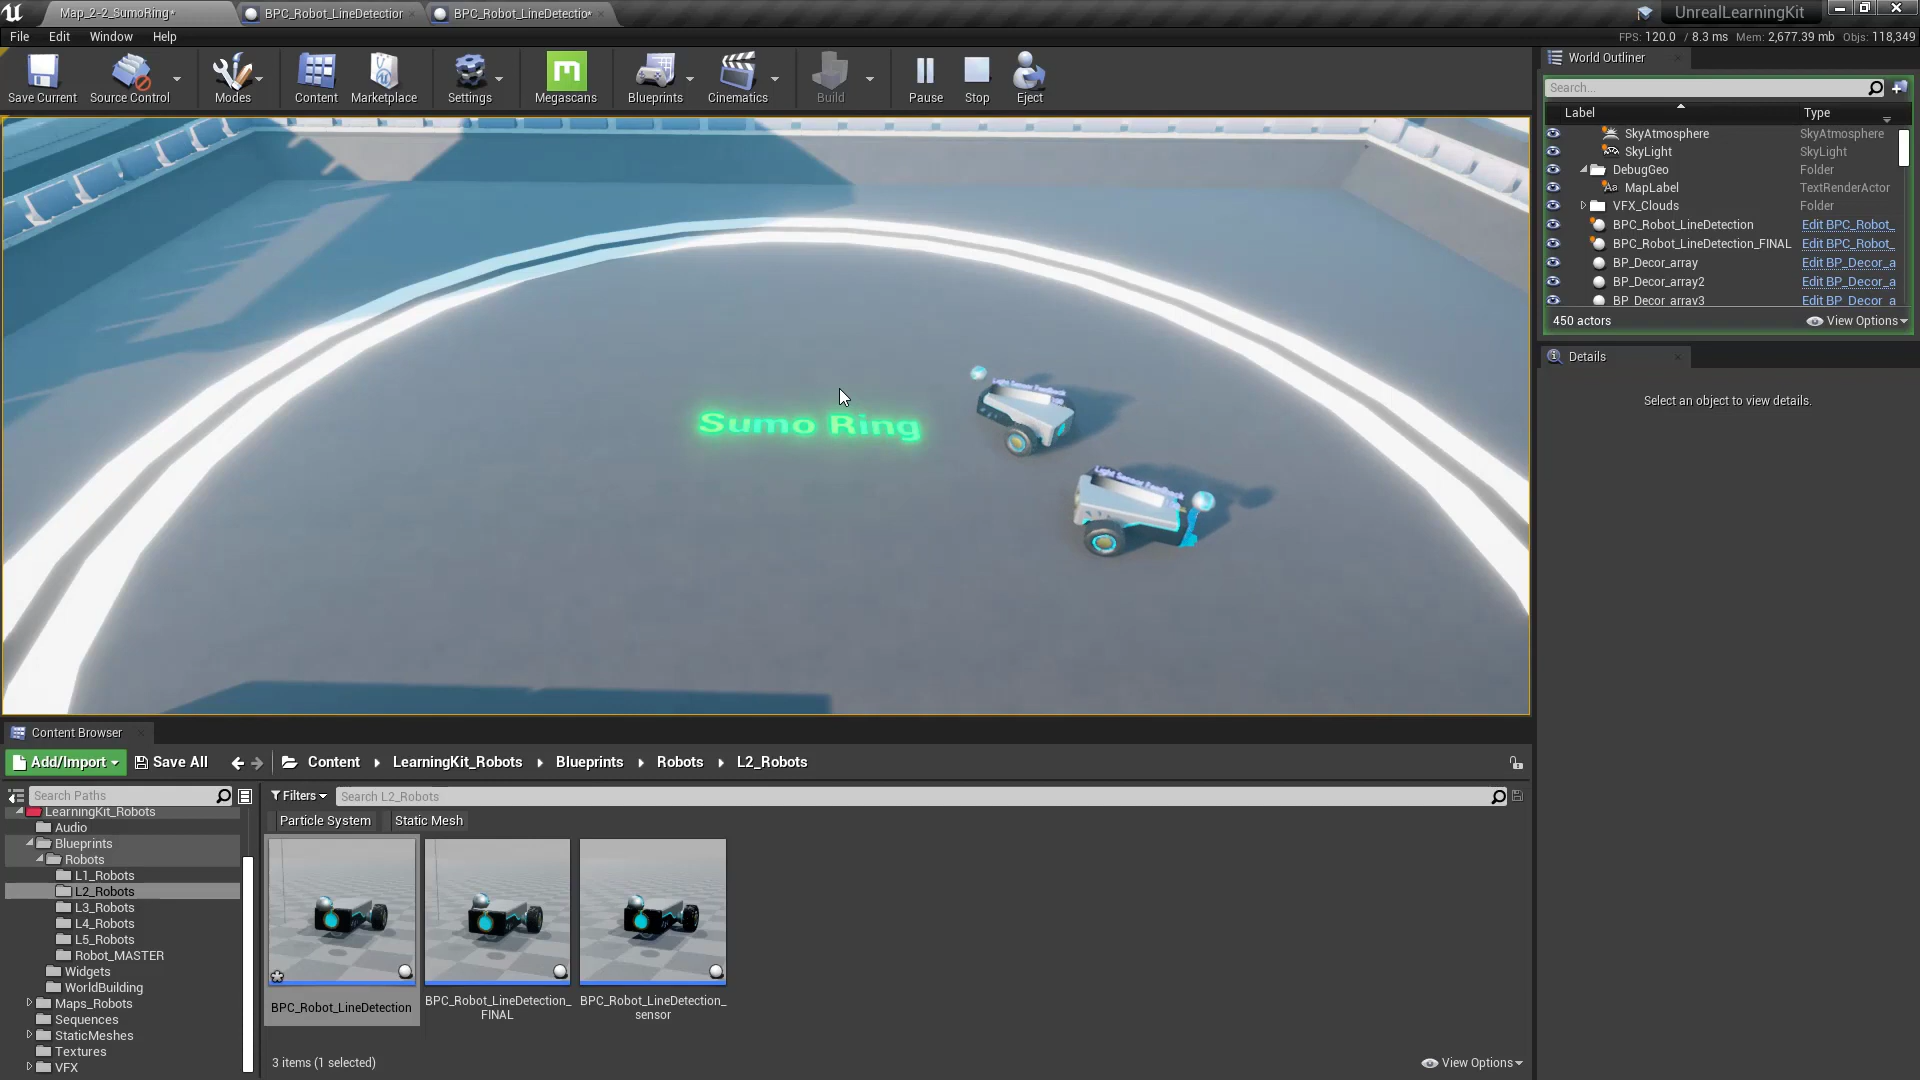 Map_2-2_SumoRing*
BPC_Robot_LineDetection
BPC_Robot_LineDetectio*
UnrealLearningKit
File Edit Window Help
FPS: 120.0 / 8.3 ms Mem: 2,677.39 mb Objs: 118,349
Save Current
Source Control
Modes
Content
Marketplace
Settings
Megascans
Blueprints
Cinematics
Build
Pause
Stop
Eject
World Outliner
Search...
Label Type
SkyAtmosphere SkyAtmosphere
SkyLight SkyLight
DebugGeo Folder
MapLabel TextRenderActor
VFX_Clouds Folder
BPC_Robot_LineDetection Edit BPC_Robot_
BPC_Robot_LineDetection_FINAL Edit BPC_Robot_
BP_Decor_array Edit BP_Decor_a
BP_Decor_array2 Edit BP_Decor_a
BP_Decor_array3 Edit BP_Decor_a
450 actors View Options
Details
Select an object to view details.
Light Sensor Feedback
Sumo Ring
Light Sensor Feedback
Content Browser
Add/Import Save All Content LearningKit_Robots Blueprints Robots L2_Robots
Search Paths
Filters Search L2_Robots
Particle System Static Mesh
LearningKit_Robots
Audio
Blueprints
Robots
L1_Robots
L2_Robots
L3_Robots
L4_Robots
L5_Robots
Robot_MASTER
Widgets
WorldBuilding
Maps_Robots
Sequences
StaticMeshes
Textures
VFX
BPC_Robot_LineDetection
BPC_Robot_LineDetection_
FINAL
BPC_Robot_LineDetection_
sensor
3 items (1 selected)
View Options